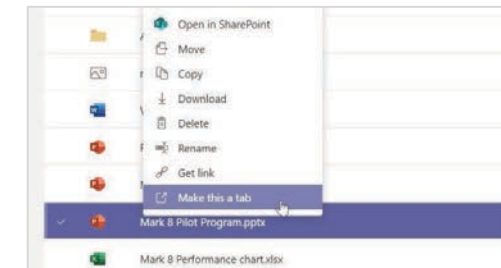 Open in SharePoint
Move
Copy
Download
Delete
Rename
Get link
Make this a tab
Mark 8 Pilot Program.pptx
Mark 8 Performance chart.xlsx